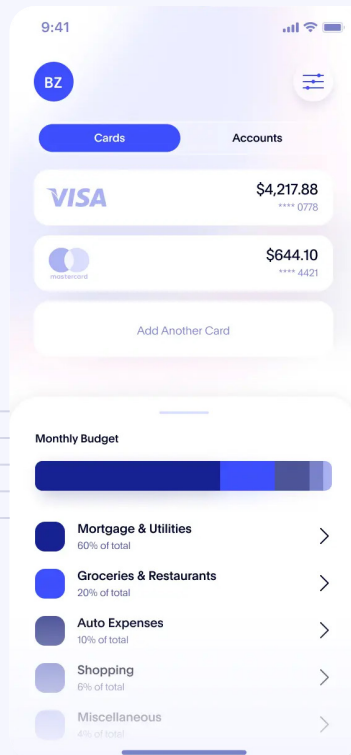 9:41
BZ
Cards
Accounts
VISA
$4,217.88
**** 0778
mastercard
$644.10
**** 4421
Add Another Card
Monthly Budget
Mortgage & Utilities
60% of total
Groceries & Restaurants
20% of total
Auto Expenses
10% of total
Shopping
6% of total
Miscellaneous
4% of total